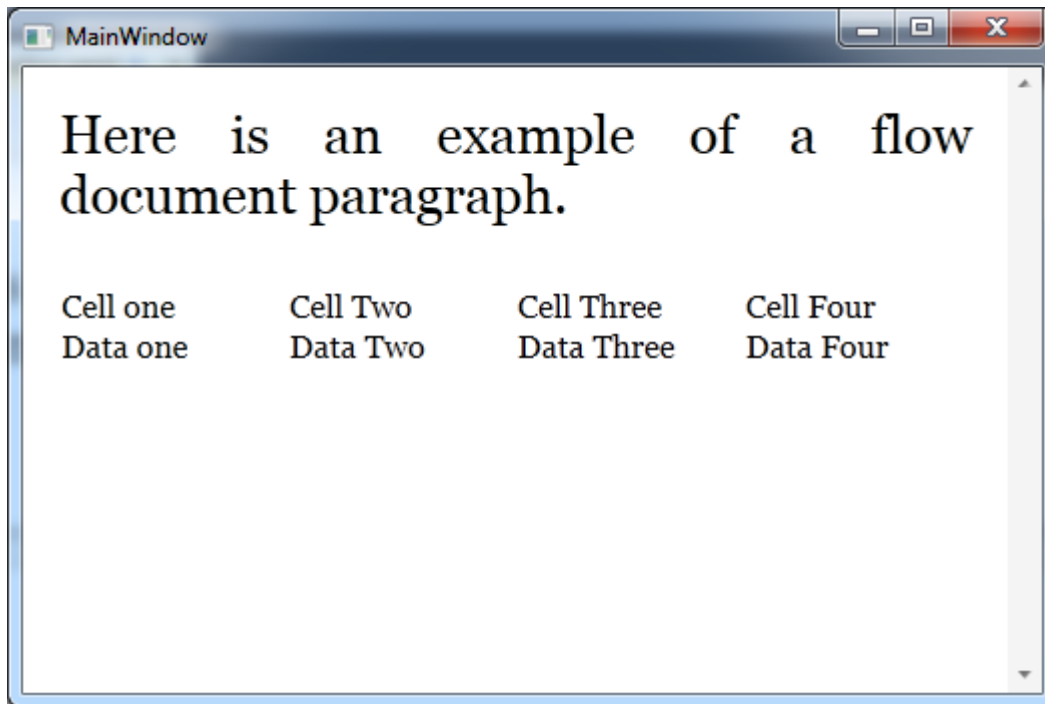 MainWindow
Here is an example of a flow
document paragraph.
Cell one Cell Two Cell Three Cell Four
Data one Data Two Data Three Data Four